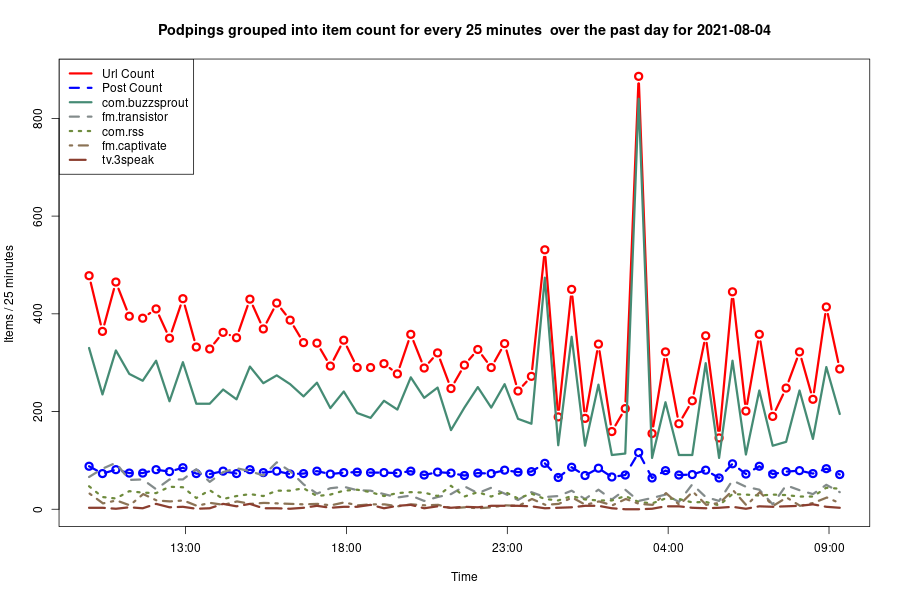 Podpings grouped into item count for every 25 minutes  over the past day for 2021-08-04
Url Count
Post Count
com.buzzsprout
fm.transistor
com.rss
fm.captivate
tv.3speak
Items / 25 minutes
800
600
400
200
0
13:00
18:00
23:00
04:00
09:00
Time